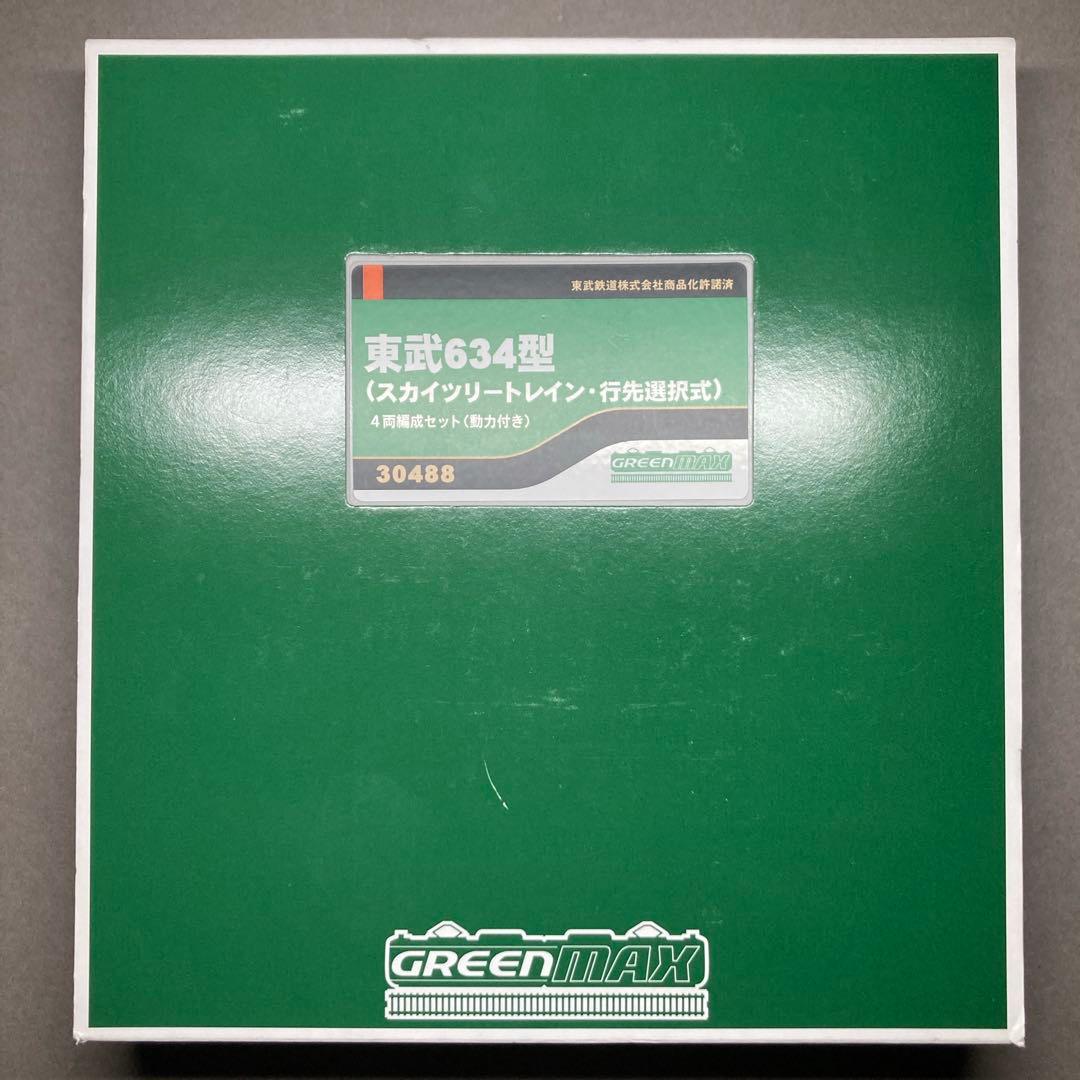 東武鉄道株式会社商品化許諾済
東武634型
(スカイツリートレイン・行先選択式)
4両編成セット(動力付き)
30488
GREENMAX
GREENMAX